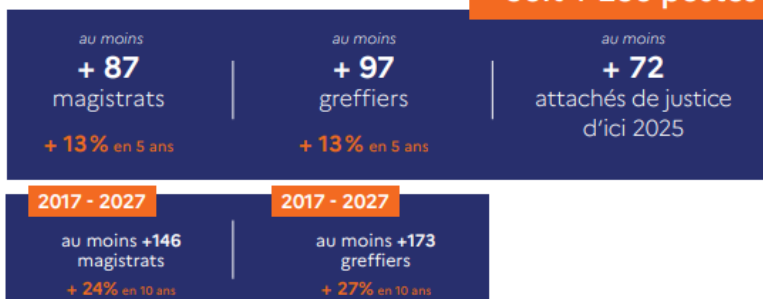 postes
au moins
+ 87
magistrats
+ 13% en 5 ans
au moins
+ 97
greffiers
+ 13% en 5 ans
au moins
+ 72
attachés de justice
d'ici 2025
2017 - 2027
au moins +146
magistrats
+ 24% en 10 ans
2017 - 2027
au moins +173
greffiers
+ 27% en 10 ans